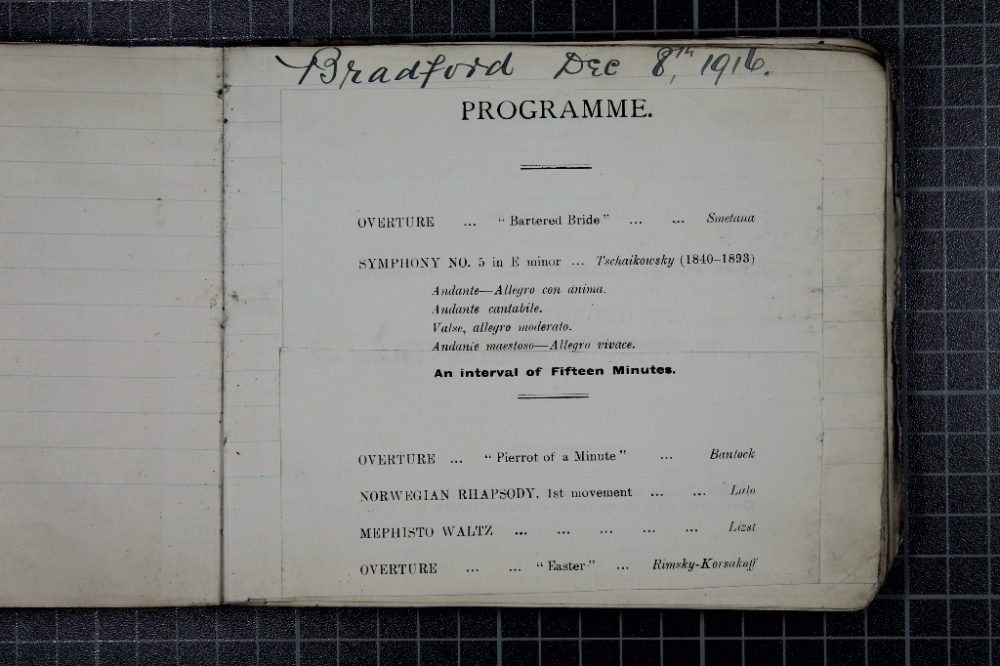 Bradford Dec 8th, 1916.
PROGRAMME.
OVERTURE ... "Bartered Bride" ... ... Smetana
SYMPHONY NO. 5 in E minor ... Tschaikowsky (1840–1893)
Andante—Allegro con anima.
Andante cantabile.
Valse, allegro moderato.
Andante maestoso—Allegro vivace.
An interval of Fifteen Minutes.
OVERTURE ... "Pierrot of a Minute" ... Bantock
NORWEGIAN RHAPSODY. 1st movement ... ... Lalo
MEPHISTO WALTZ ... ... ... ... ... Lizst
OVERTURE ... ... "Easter" ... Rimsky-Korsakoff